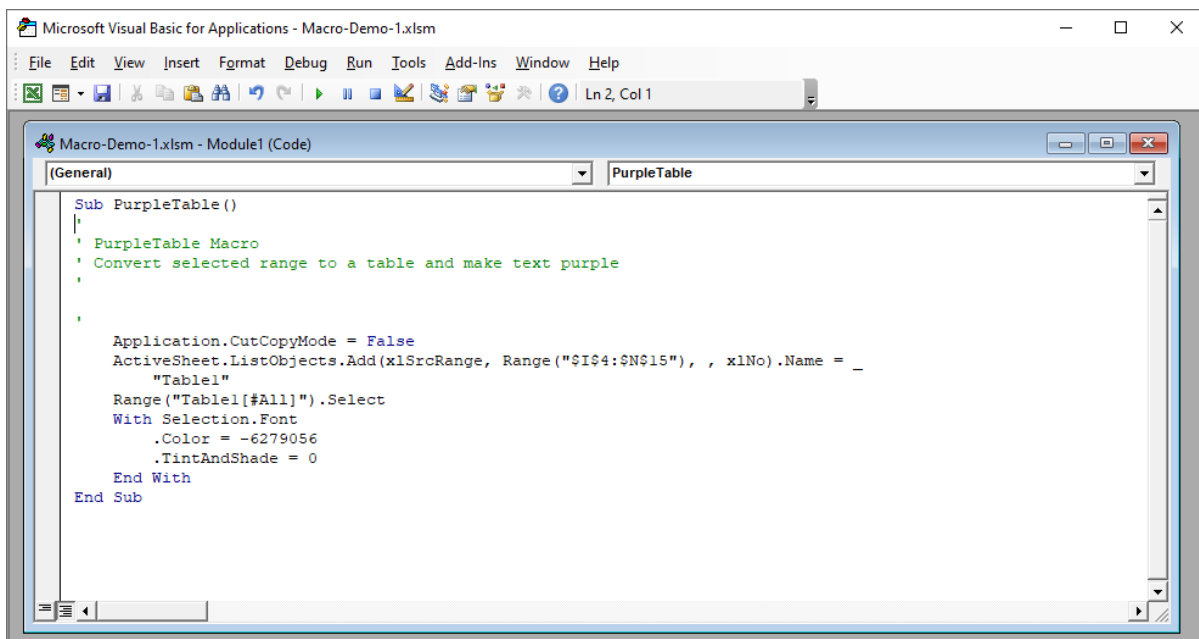 Microsoft Visual Basic for Applications - Macro-Demo-1.xlsm
File Edit View Insert Format Debug Run Tools Add-Ins Window Help
Ln 2, Col 1
Macro-Demo-1.xlsm - Module1 (Code)
(General) PurpleTable
Sub PurpleTable()
'
' PurpleTable Macro
' Convert selected range to a table and make text purple
'
'
    Application.CutCopyMode = False
    ActiveSheet.ListObjects.Add(xlSrcRange, Range("$I$4:$N$15"), , xlNo).Name = _
        "Table1"
    Range("Table1[#All]").Select
    With Selection.Font
        .Color = -6279056
        .TintAndShade = 0
    End With
End Sub